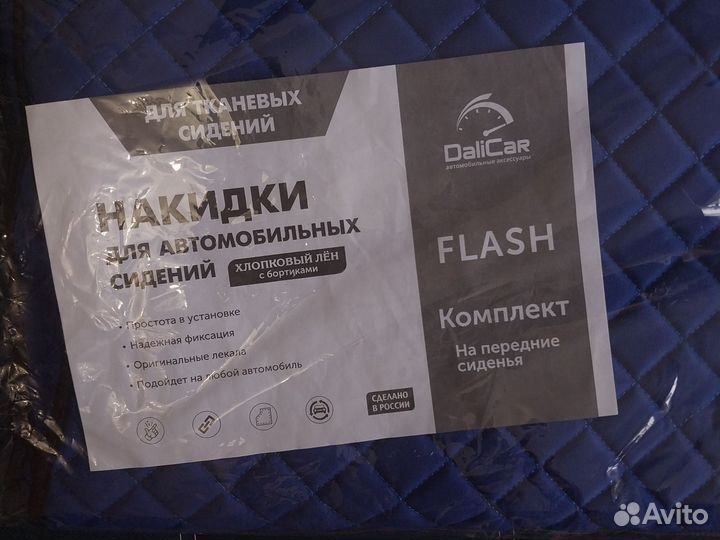 ДЛЯ ТКАНЕВЫХ
СИДЕНИЙ
НАКИДКИ
ДЛЯ АВТОМОБИЛЬНЫХ
СИДЕНИЙ
ХЛОПКОВЫЙ ЛЁН
с бортиками
• Простота в установке
• Надежная фиксация
• Оригинальные лекала
• Подойдет на любой автомобиль
СДЕЛАНО
В РОССИИ
DaliCar
автомобильные аксессуары
FLASH
Комплект
На передние
сиденья
Avito